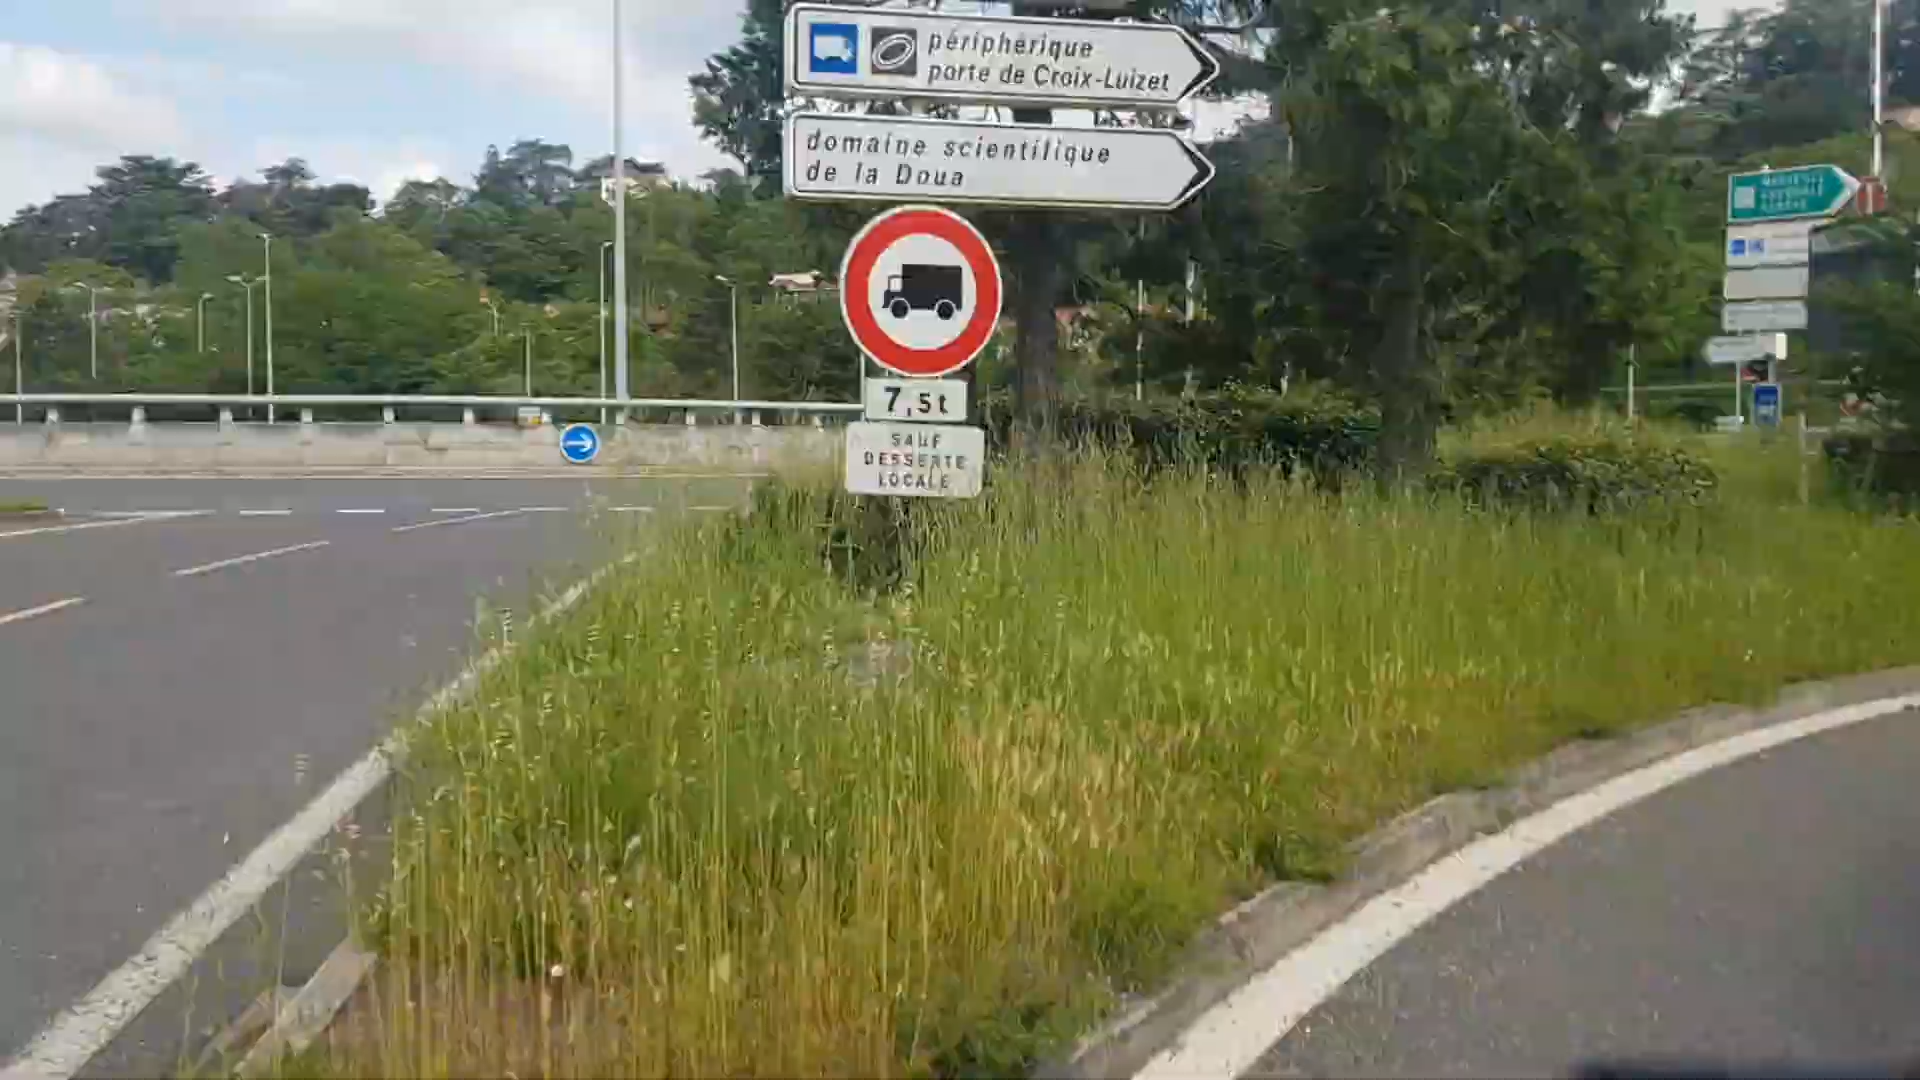 périphérique
porte de Croix-Luizet
domaine scientifique
de la Doua
7,5t
SAUF
DESSERTE
LOCALE